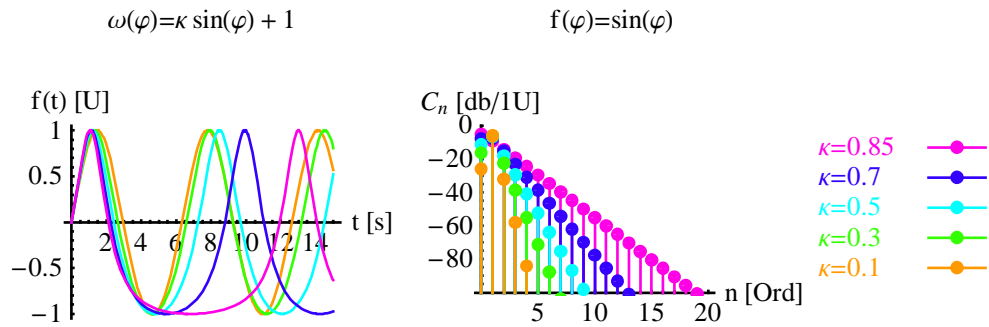 ω(φ)=κ sin(φ) + 1
f(φ)=sin(φ)
f(t) [U]
1
0.5
−0.5
−1
2 4 6 8 10 12 14
t [s]
C_n [db/1U]
0
−20
−40
−60
−80
5 10 15 20
n [Ord]
κ=0.85
κ=0.7
κ=0.5
κ=0.3
κ=0.1